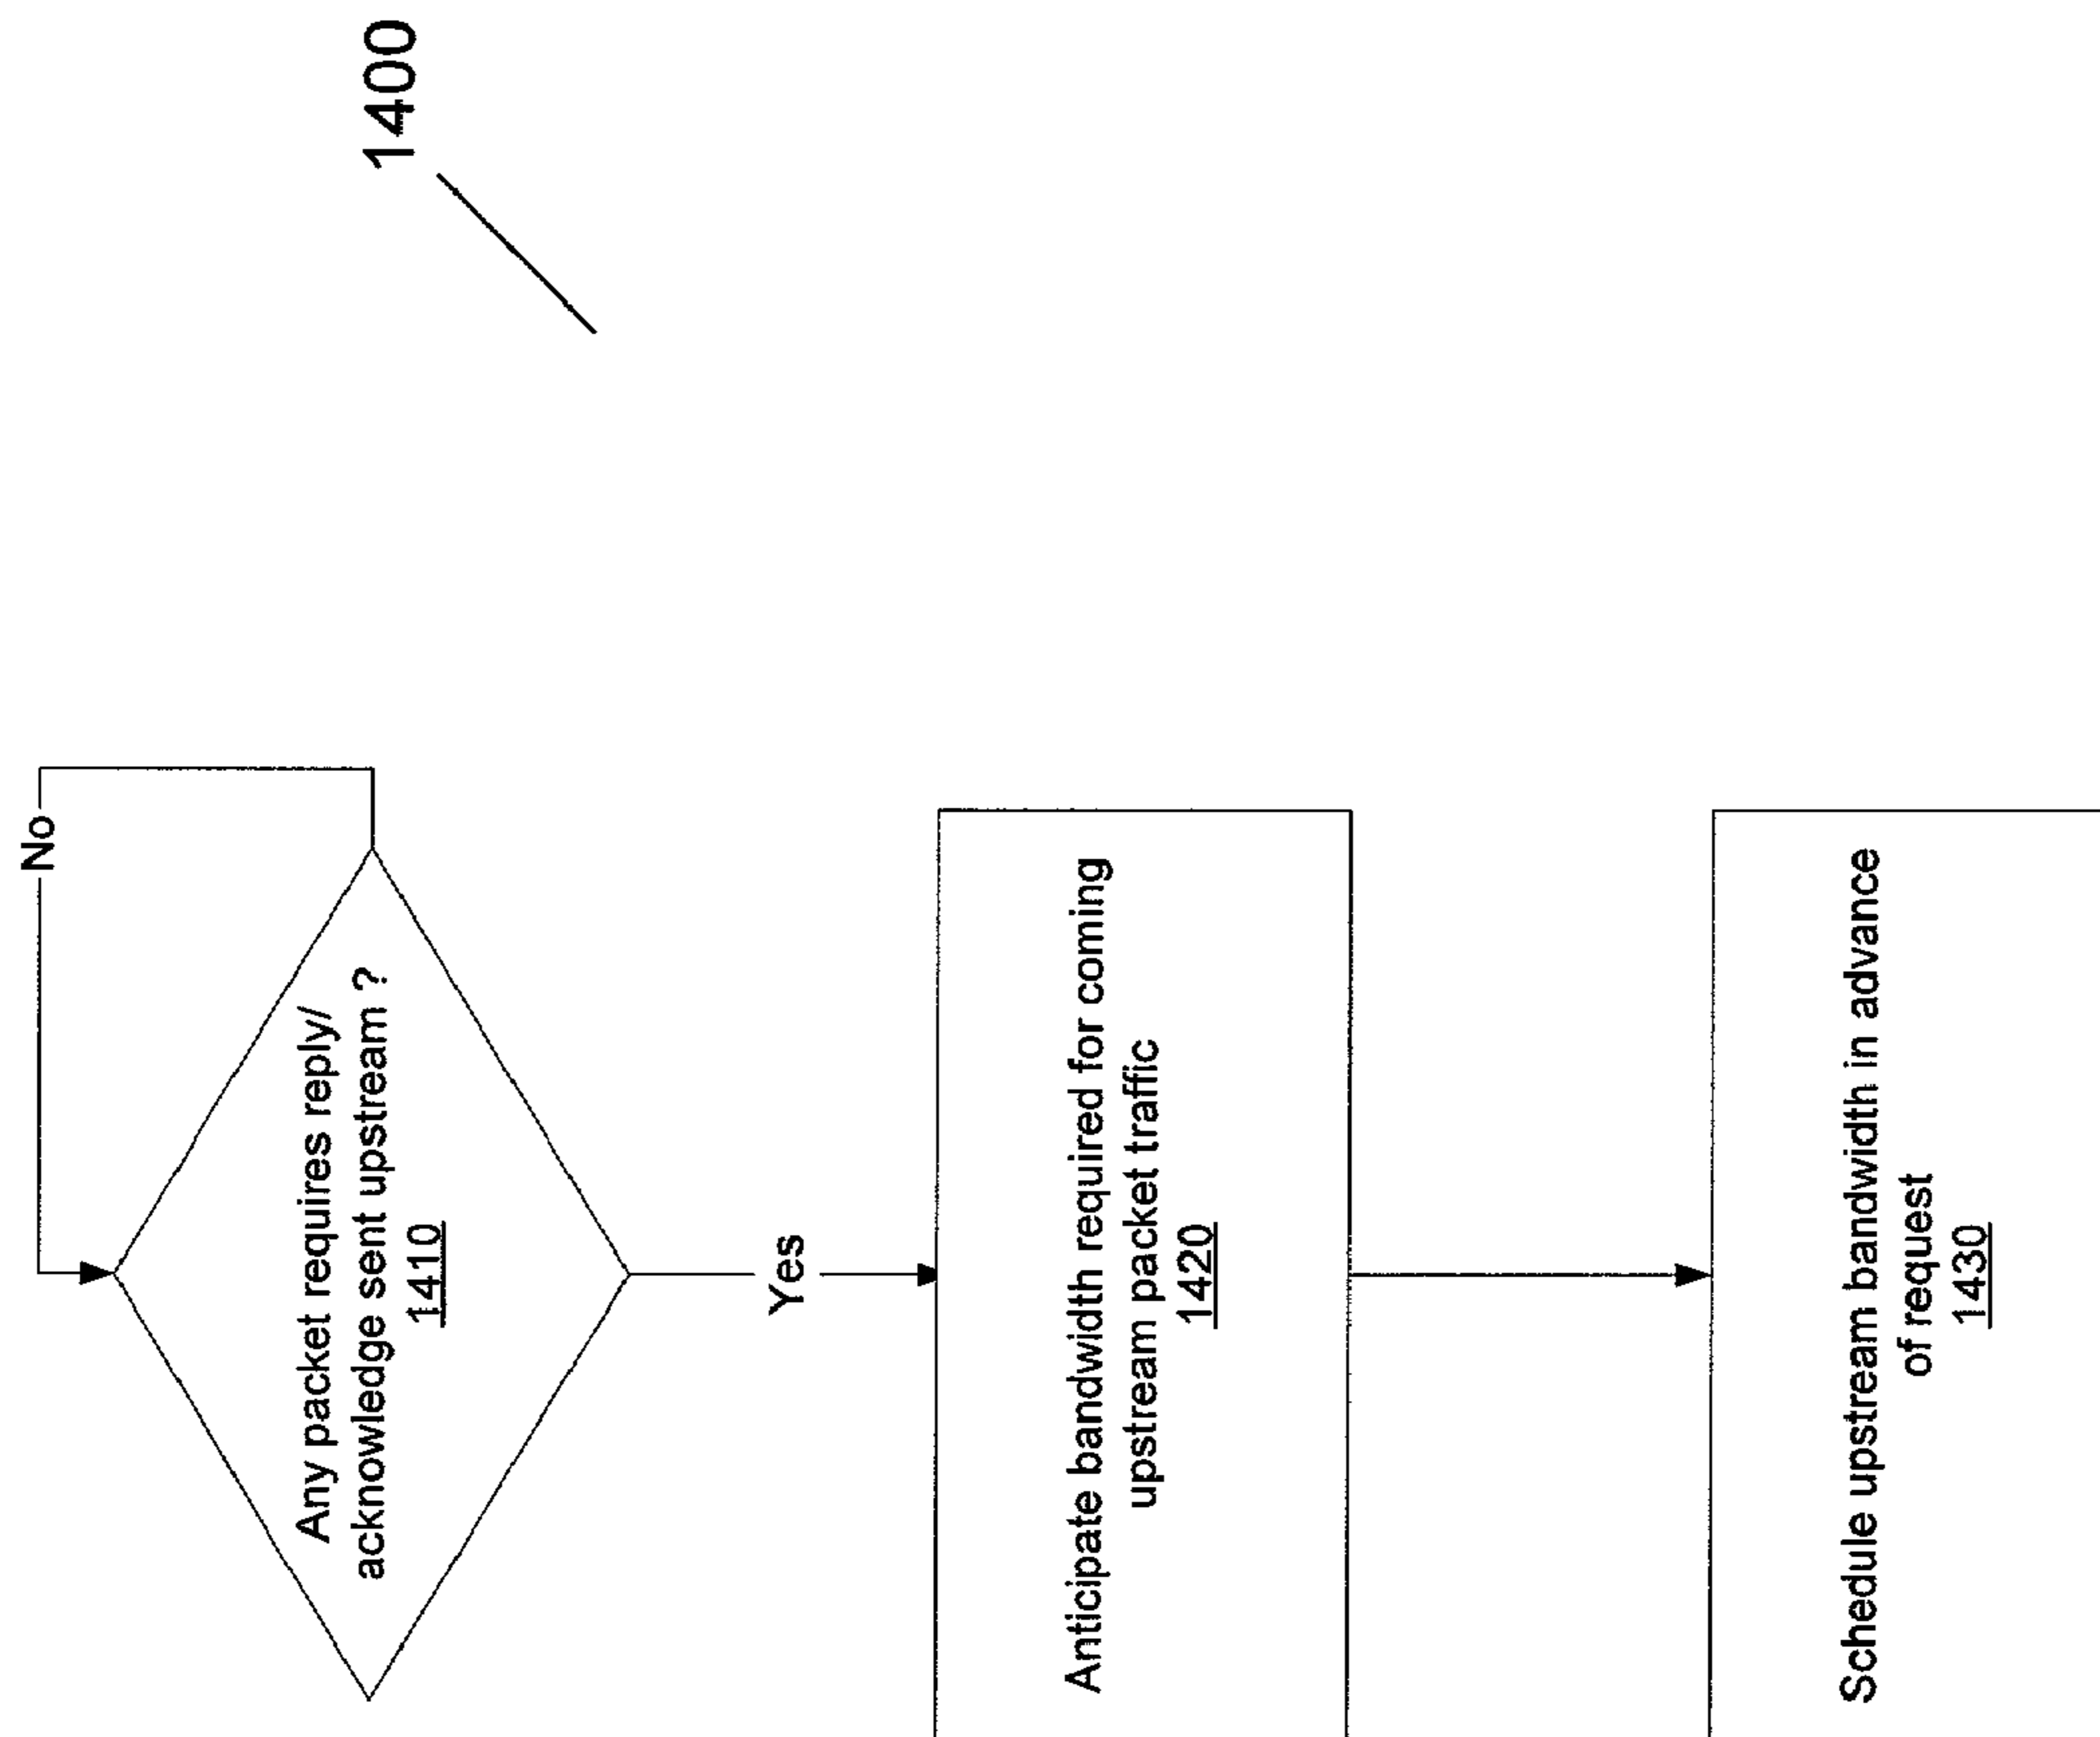 1400
No
Any packet requires reply/
acknowledge sent upstream ?
1410
Yes
Anticipate bandwidth required for coming
upstream packet traffic
1420
Schedule upstream bandwidth in advance
of request
1430